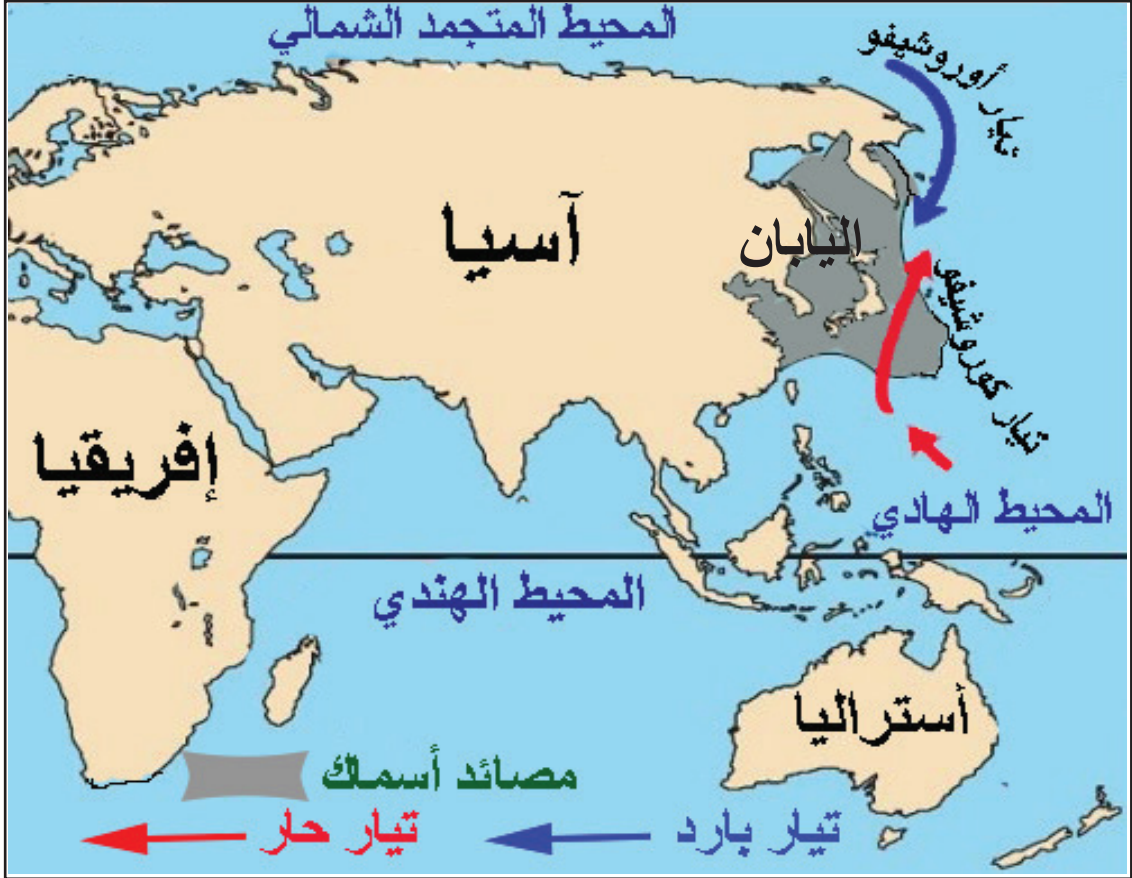 المحيط المتجمد الشمالي
تيار أوروشيفو
آسيا
اليابان
تيار كوروشيفو
إفريقيا
المحيط الهادي
المحيط الهندي
أستراليا
مصائد أسماك
تيار بارد
تيار حار